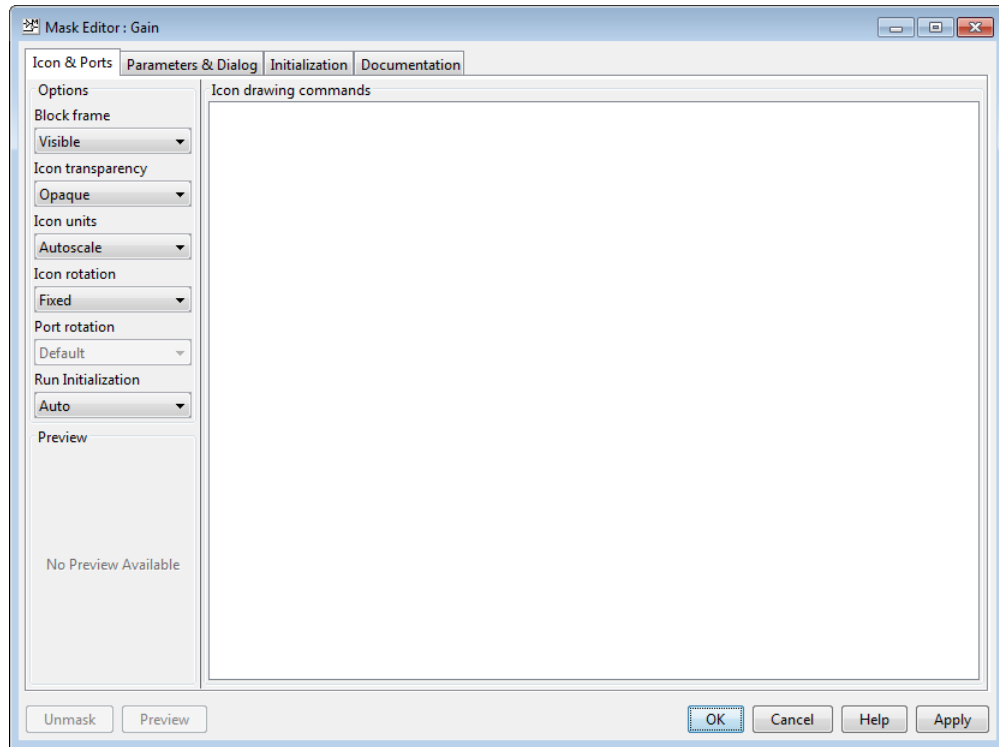 Mask Editor : Gain
Icon & Ports Parameters & Dialog Initialization Documentation
Options
Block frame
Visible
Icon transparency
Opaque
Icon units
Autoscale
Icon rotation
Fixed
Port rotation
Default
Run Initialization
Auto
Preview
No Preview Available
Icon drawing commands
Unmask Preview OK Cancel Help Apply